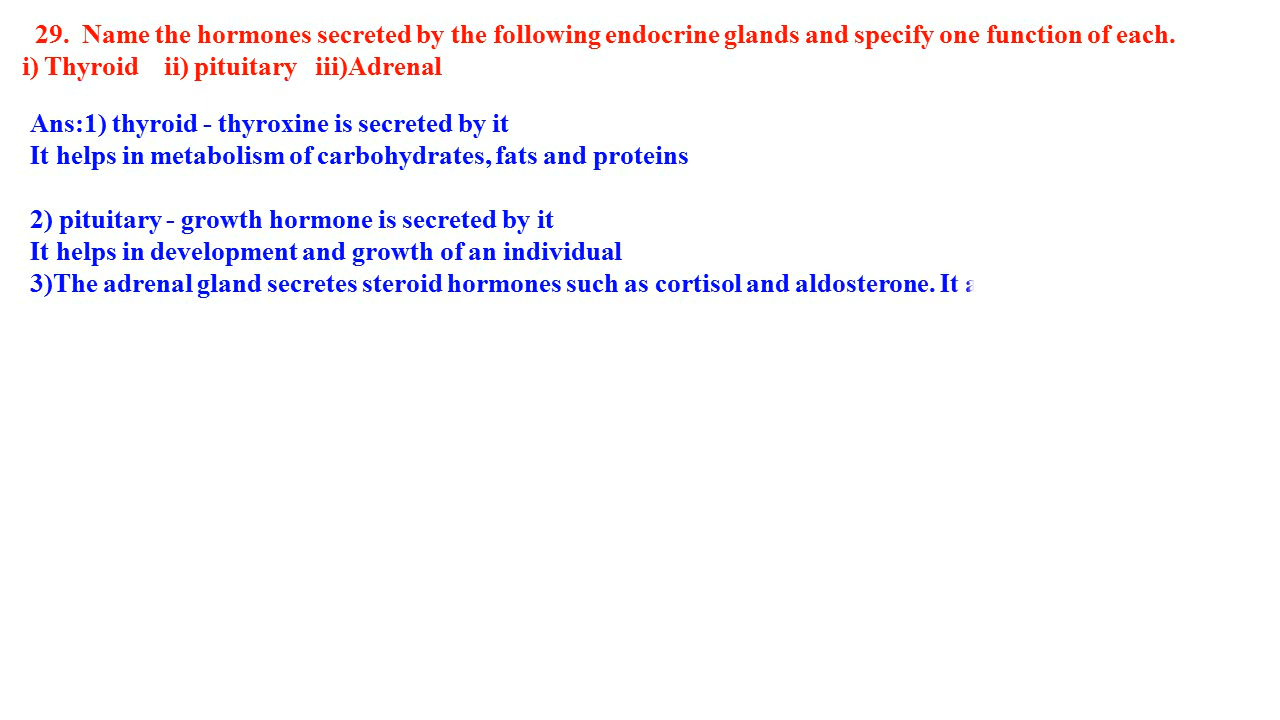 29. Name the hormones secreted by the following endocrine glands and specify one function of each.
i) Thyroid ii) pituitary iii)Adrenal
Ans:1) thyroid - thyroxine is secreted by it
It helps in metabolism of carbohydrates, fats and proteins
2) pituitary - growth hormone is secreted by it
It helps in development and growth of an individual
3)The adrenal gland secretes steroid hormones such as cortisol and aldosterone. It